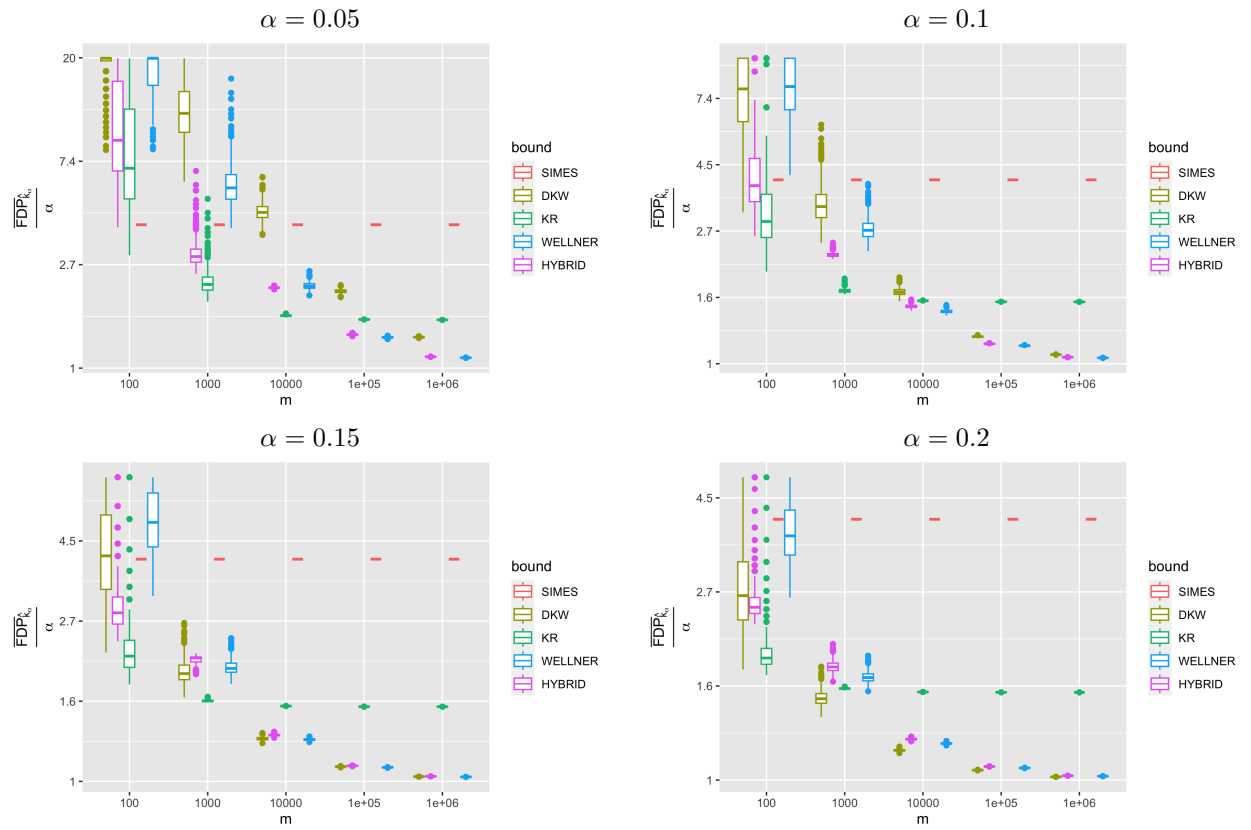 α = 0.05
20
7.4
2.7
1
100
1000
10000
1e+05
1e+06
m
FDP k̂α
α
bound
SIMES
DKW
KR
WELLNER
HYBRID
α = 0.1
7.4
4.5
2.7
1.6
1
100
1000
10000
1e+05
1e+06
m
FDP k̂α
α
bound
SIMES
DKW
KR
WELLNER
HYBRID
α = 0.15
4.5
2.7
1.6
1
100
1000
10000
1e+05
1e+06
m
FDP k̂α
α
bound
SIMES
DKW
KR
WELLNER
HYBRID
α = 0.2
4.5
2.7
1.6
1
100
1000
10000
1e+05
1e+06
m
FDP k̂α
α
bound
SIMES
DKW
KR
WELLNER
HYBRID